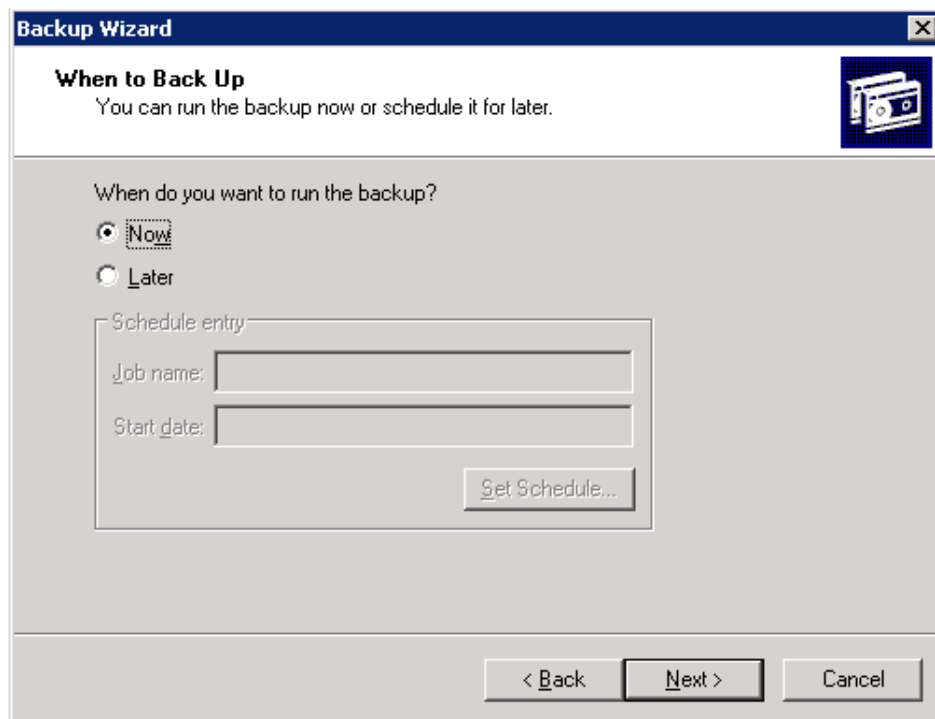 Backup Wizard
When to Back Up
You can run the backup now or schedule it for later.
When do you want to run the backup?
Now
Later
Schedule entry
Job name:
Start date:
Set Schedule...
< Back Next > Cancel